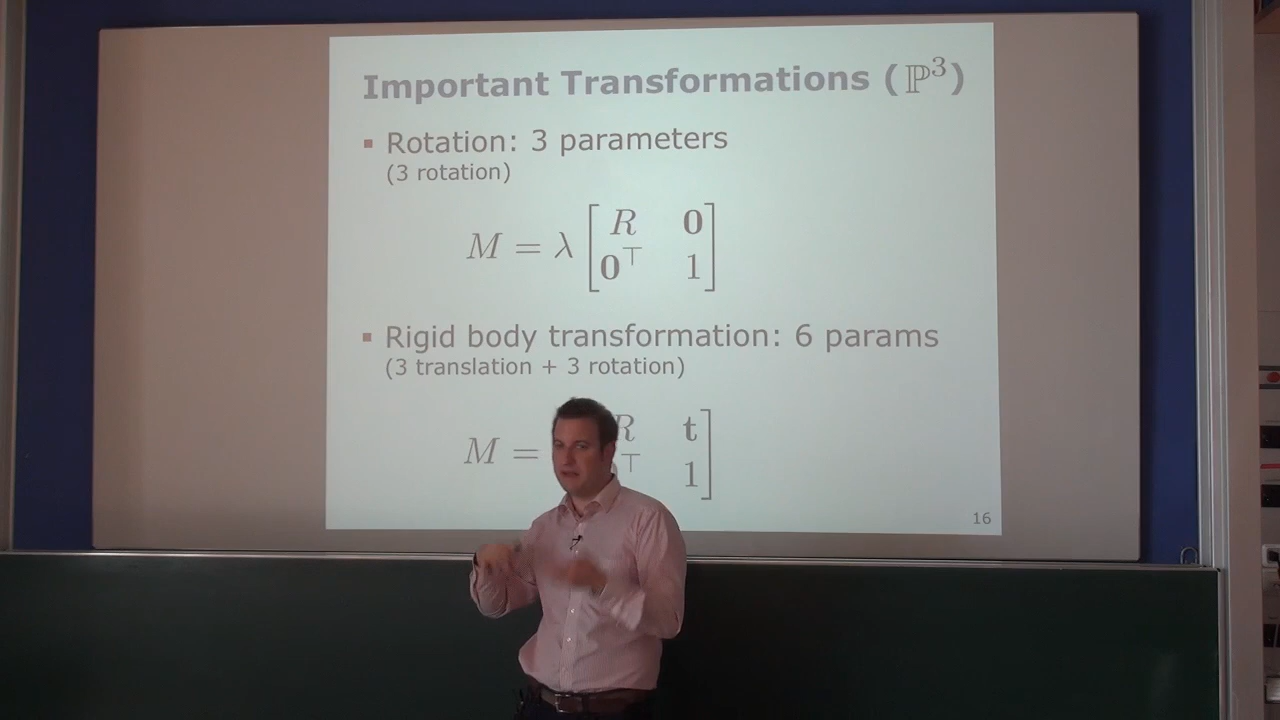 Important Transformations (ℙ³)
▪ Rotation: 3 parameters
(3 rotation)
M = λ [R 0
0⊤ 1]
▪ Rigid body transformation: 6 params
(3 translation + 3 rotation)
M = R t
⊤ 1]
16